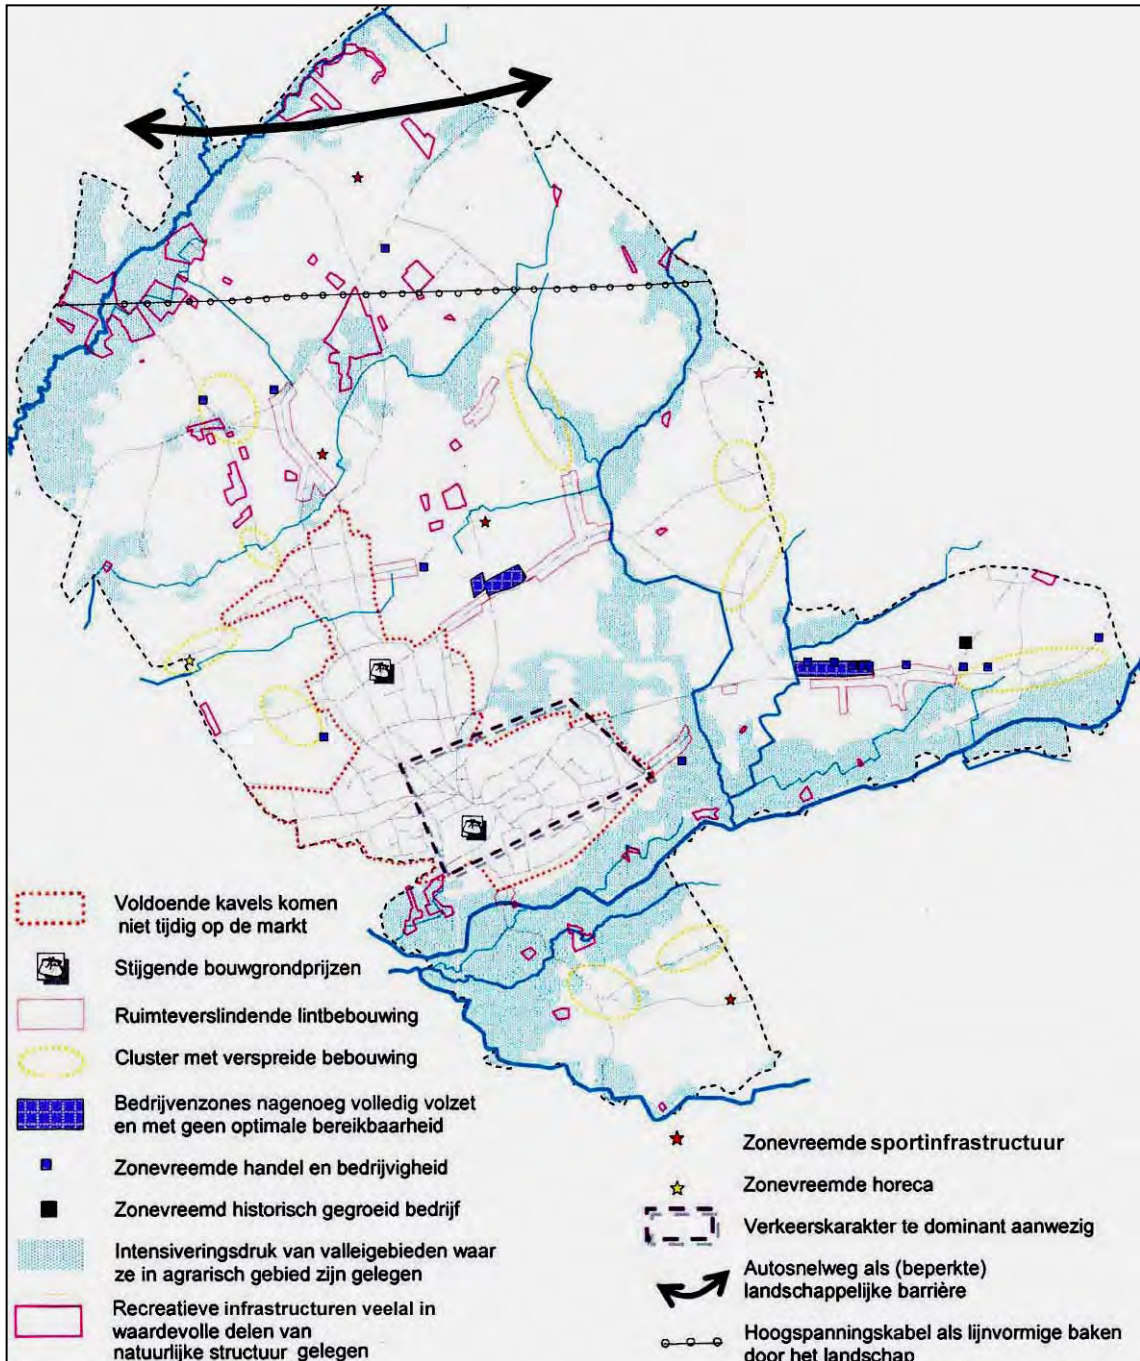 Voldoende kavels komen
niet tijdig op de markt
Stijgende bouwgrondprijzen
Ruimteverslindende lintbebouwing
Cluster met verspreide bebouwing
Bedrijvenzones nagenoeg volledig volzet
en met geen optimale bereikbaarheid
Zonevreemde handel en bedrijvigheid
Zonevreemd historisch gegroeid bedrijf
Intensiveringsdruk van valleigebieden waar
ze in agrarisch gebied zijn gelegen
Recreatieve infrastructuren veelal in
waardevolle delen van
natuurlijke structuur gelegen
Zonevreemde sportinfrastructuur
Zonevreemde horeca
Verkeerskarakter te dominant aanwezig
Autosnelweg als (beperkte)
landschappelijke barrière
Hoogspanningskabel als lijnvormige baken
door het landschap